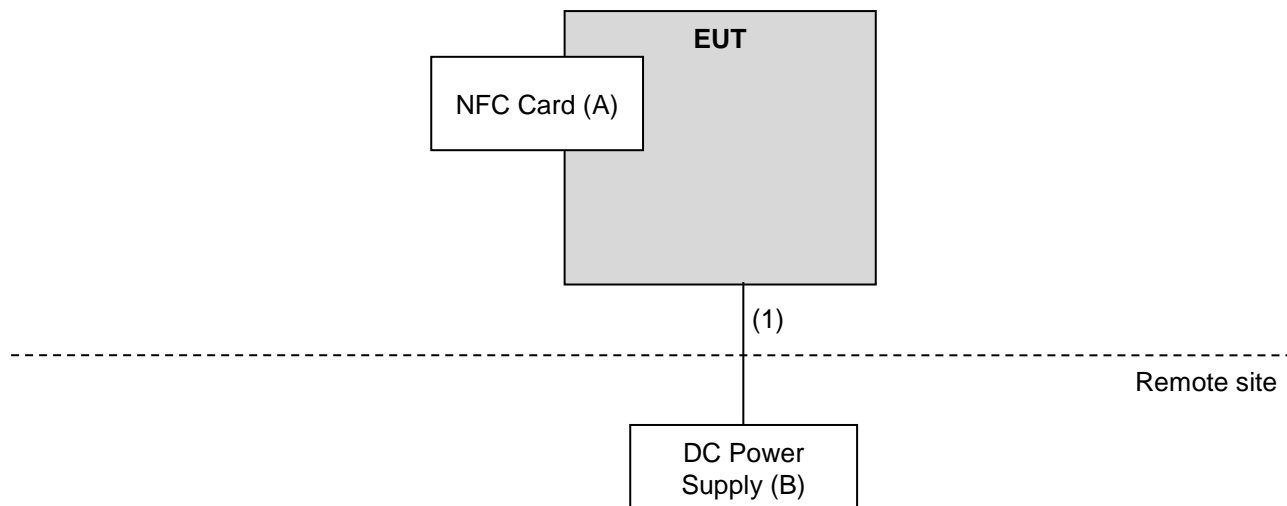 EUT
NFC Card (A)
(1)
Remote site
DC Power
Supply (B)